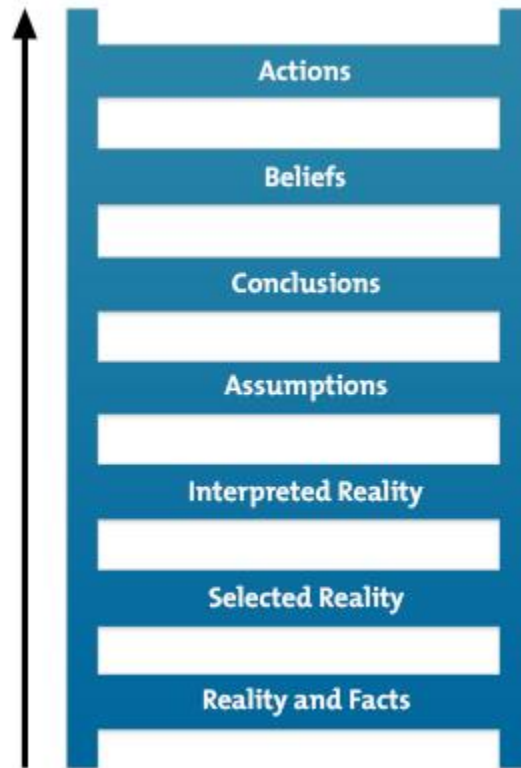 Actions
Beliefs
Conclusions
Assumptions
Interpreted Reality
Selected Reality
Reality and Facts